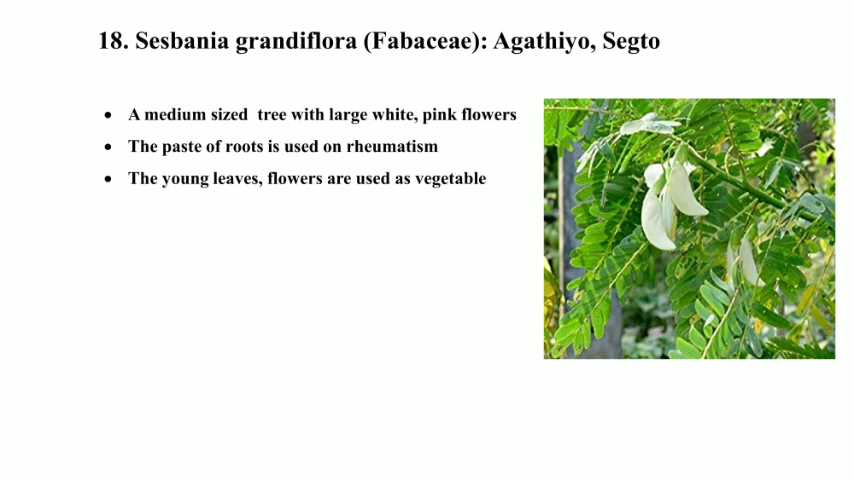 18. Sesbania grandiflora (Fabaceae): Agathiyo, Segto
• A medium sized  tree with large white, pink flowers
• The paste of roots is used on rheumatism
• The young leaves, flowers are used as vegetable